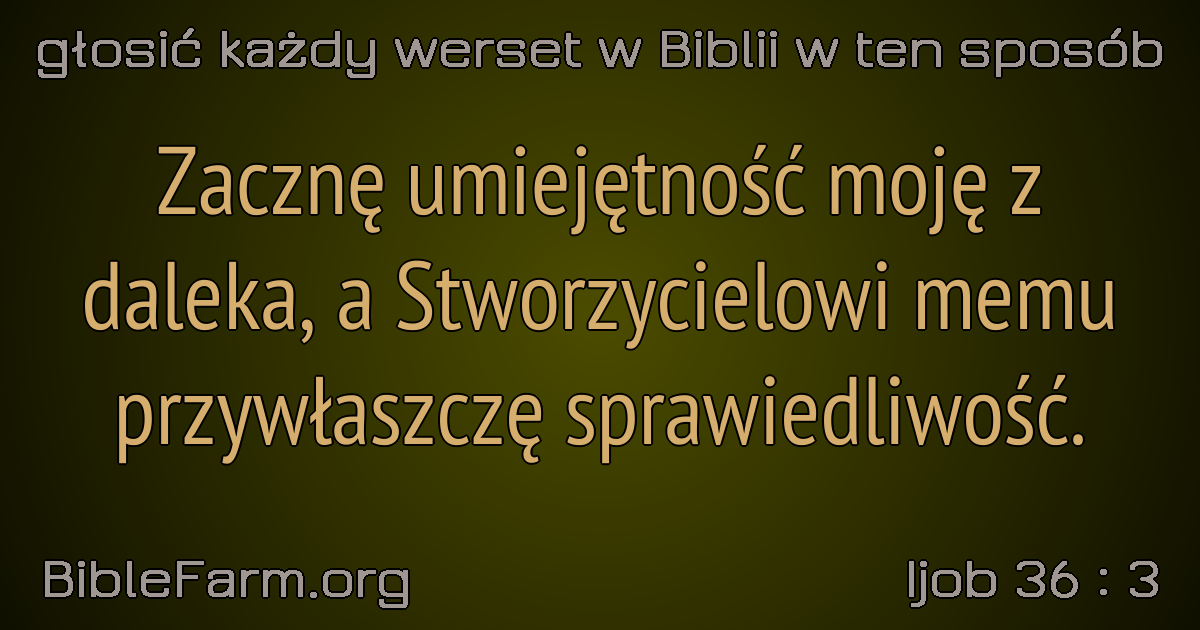 głosić każdy werset w Biblii w ten sposób
Zacznę umiejętność moję z
daleka, a Stworzycielowi memu
przywłaszczę sprawiedliwość.
BibleFarm.org
Ijob 36 : 3